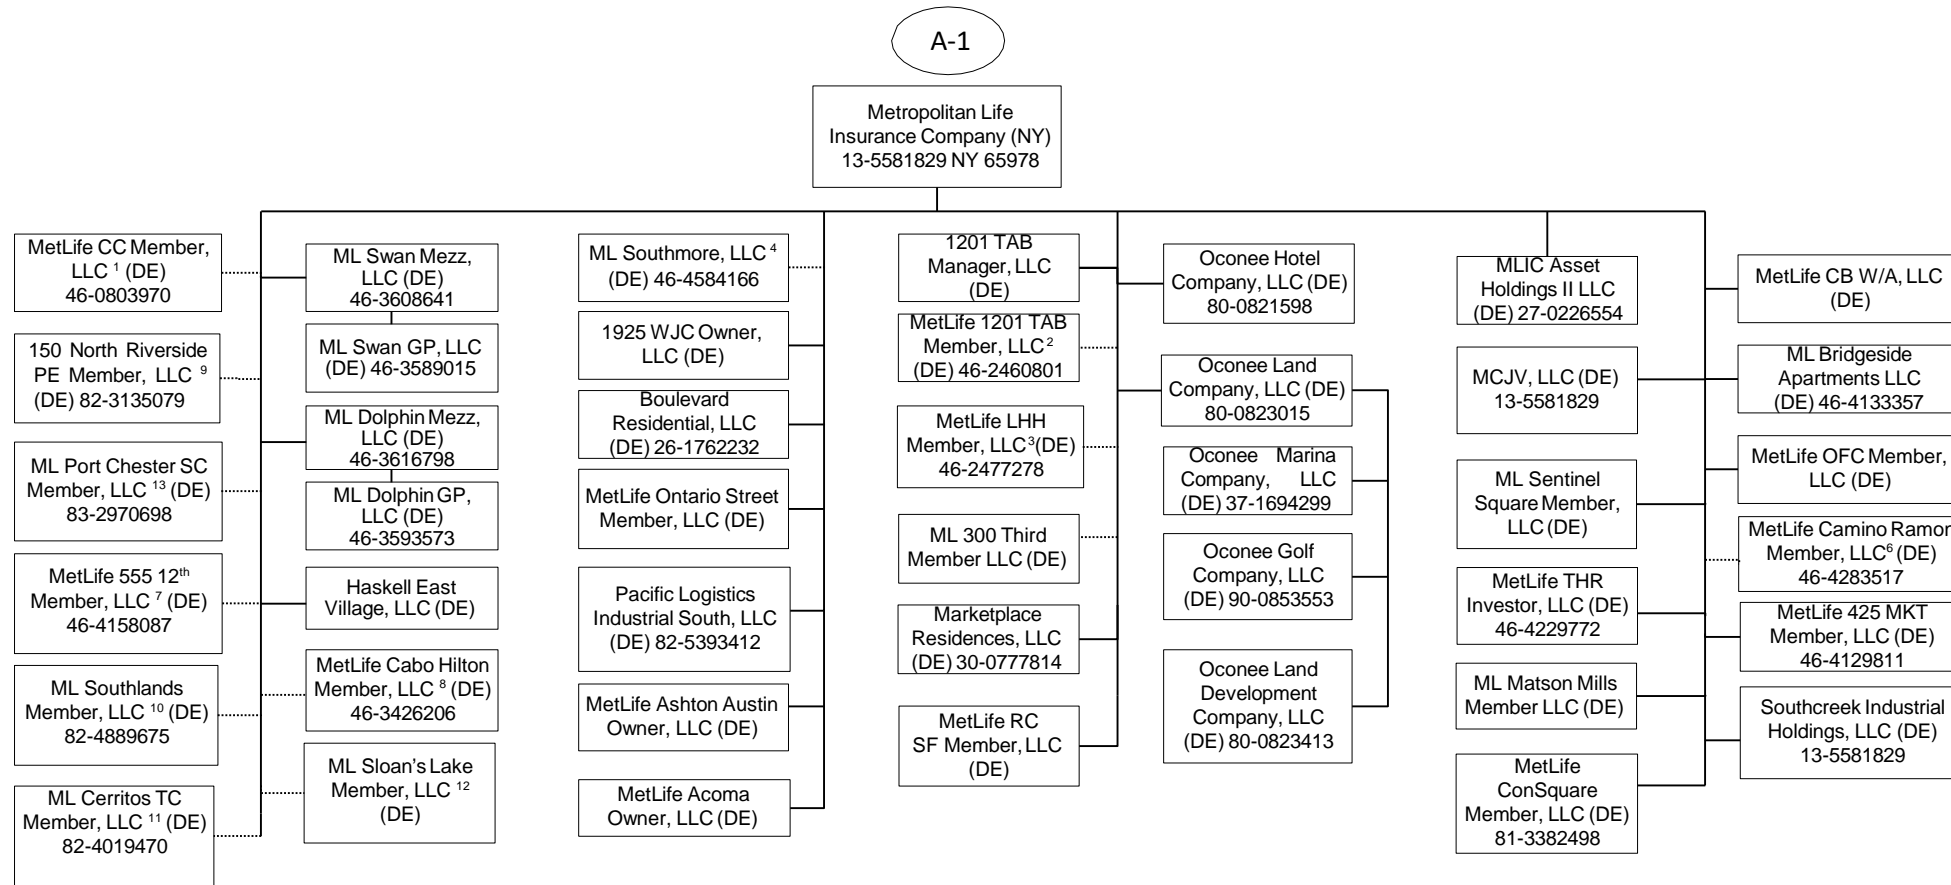 A-1
Metropolitan Life
Insurance Company (NY)
13-5581829 NY 65978
MetLife CC Member,
LLC 1 (DE)
46-0803970
150 North Riverside
PE Member, LLC 9
(DE) 82-3135079
ML Port Chester SC
Member, LLC 13 (DE)
83-2970698
MetLife 555 12th
Member, LLC 7 (DE)
46-4158087
ML Southlands
Member, LLC 10 (DE)
82-4889675
ML Cerritos TC
Member, LLC 11 (DE)
82-4019470
ML Swan Mezz,
LLC (DE)
46-3608641
ML Swan GP, LLC
(DE) 46-3589015
ML Dolphin Mezz,
LLC (DE)
46-3616798
ML Dolphin GP,
LLC (DE)
46-3593573
Haskell East
Village, LLC (DE)
MetLife Cabo Hilton
Member, LLC 8 (DE)
46-3426206
ML Sloan’s Lake
Member, LLC 12
(DE)
ML Southmore, LLC 4
(DE) 46-4584166
1925 WJC Owner,
LLC (DE)
Boulevard
Residential, LLC
(DE) 26-1762232
MetLife Ontario Street
Member, LLC (DE)
Pacific Logistics
Industrial South, LLC
(DE) 82-5393412
MetLife Ashton Austin
Owner, LLC (DE)
MetLife Acoma
Owner, LLC (DE)
1201 TAB
Manager, LLC
(DE)
MetLife 1201 TAB
Member, LLC 2
(DE) 46-2460801
MetLife LHH
Member, LLC 3 (DE)
46-2477278
ML 300 Third
Member LLC (DE)
Marketplace
Residences, LLC
(DE) 30-0777814
MetLife RC
SF Member, LLC
(DE)
Oconee Hotel
Company, LLC (DE)
80-0821598
Oconee Land
Company, LLC (DE)
80-0823015
Oconee Marina
Company, LLC
(DE) 37-1694299
Oconee Golf
Company, LLC
(DE) 90-0853553
Oconee Land
Development
Company, LLC
(DE) 80-0823413
MLIC Asset
Holdings II LLC
(DE) 27-0226554
MCJV, LLC (DE)
13-5581829
ML Sentinel
Square Member,
LLC (DE)
MetLife THR
Investor, LLC (DE)
46-4229772
ML Matson Mills
Member LLC (DE)
MetLife
ConSquare
Member, LLC (DE)
81-3382498
MetLife CB W/A, LLC
(DE)
ML Bridgeside
Apartments LLC
(DE) 46-4133357
MetLife OFC Member,
LLC (DE)
MetLife Camino Ramon
Member, LLC 6 (DE)
46-4283517
MetLife 425 MKT
Member, LLC (DE)
46-4129811
Southcreek Industrial
Holdings, LLC (DE)
13-5581829